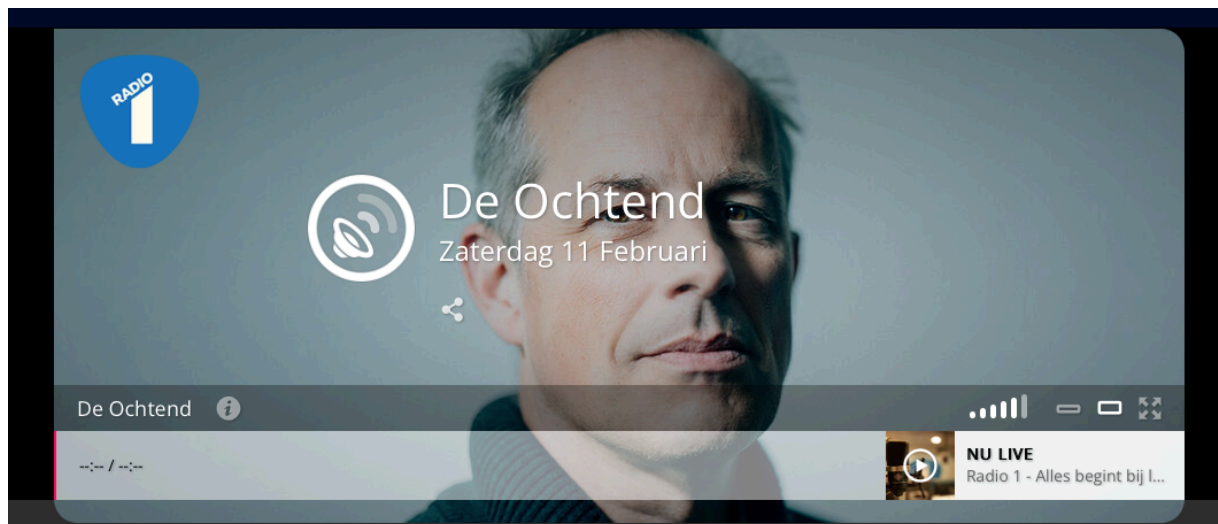 RADIO
1
De Ochtend
Zaterdag 11 Februari
De Ochtend
--:-- / --:--
NU LIVE
Radio 1 - Alles begint bij l...